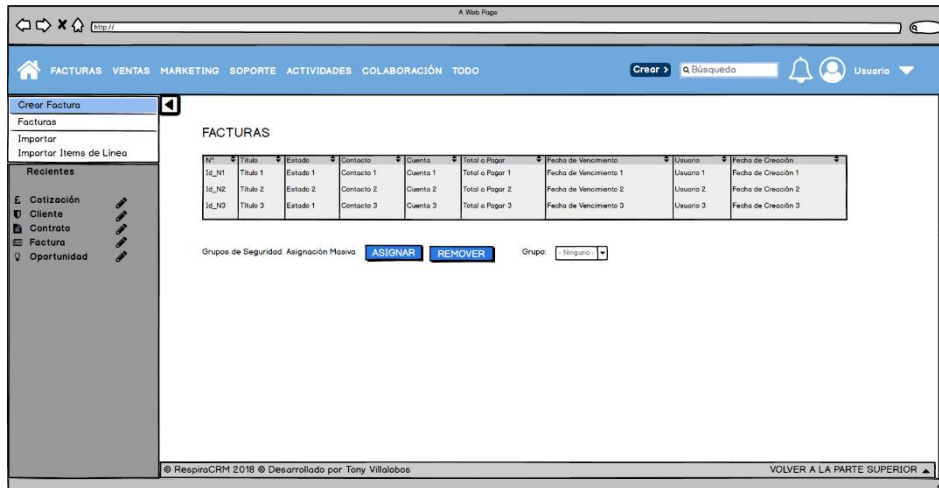 A Web Page
http://
FACTURAS VENTAS MARKETING SOPORTE ACTIVIDADES COLABORACIÓN TODO Crear > Búsqueda Usuario
Crear Factura
Facturas
Importar
Importar Items de Línea
Recientes
Cotización
Cliente
Contrato
Factura
Oportunidad
FACTURAS
N° Título Estado Contacto Cuenta Total a Pagar Fecha de Vencimiento Usuario Fecha de Creación
Id_N1 Título 1 Estado 1 Contacto 1 Cuenta 1 Total a Pagar 1 Fecha de Vencimiento 1 Usuario 1 Fecha de Creación 1
Id_N2 Título 2 Estado 2 Contacto 2 Cuenta 2 Total a Pagar 2 Fecha de Vencimiento 2 Usuario 2 Fecha de Creación 2
Id_N3 Título 3 Estado 1 Contacto 3 Cuenta 3 Total a Pagar 3 Fecha de Vencimiento 3 Usuario 3 Fecha de Creación 3
Grupos de Seguridad: Asignación Masiva ASIGNAR REMOVER Grupo: - Ninguno -
© RespiraCRM 2018 © Desarrollado por Tony Villalobos VOLVER A LA PARTE SUPERIOR